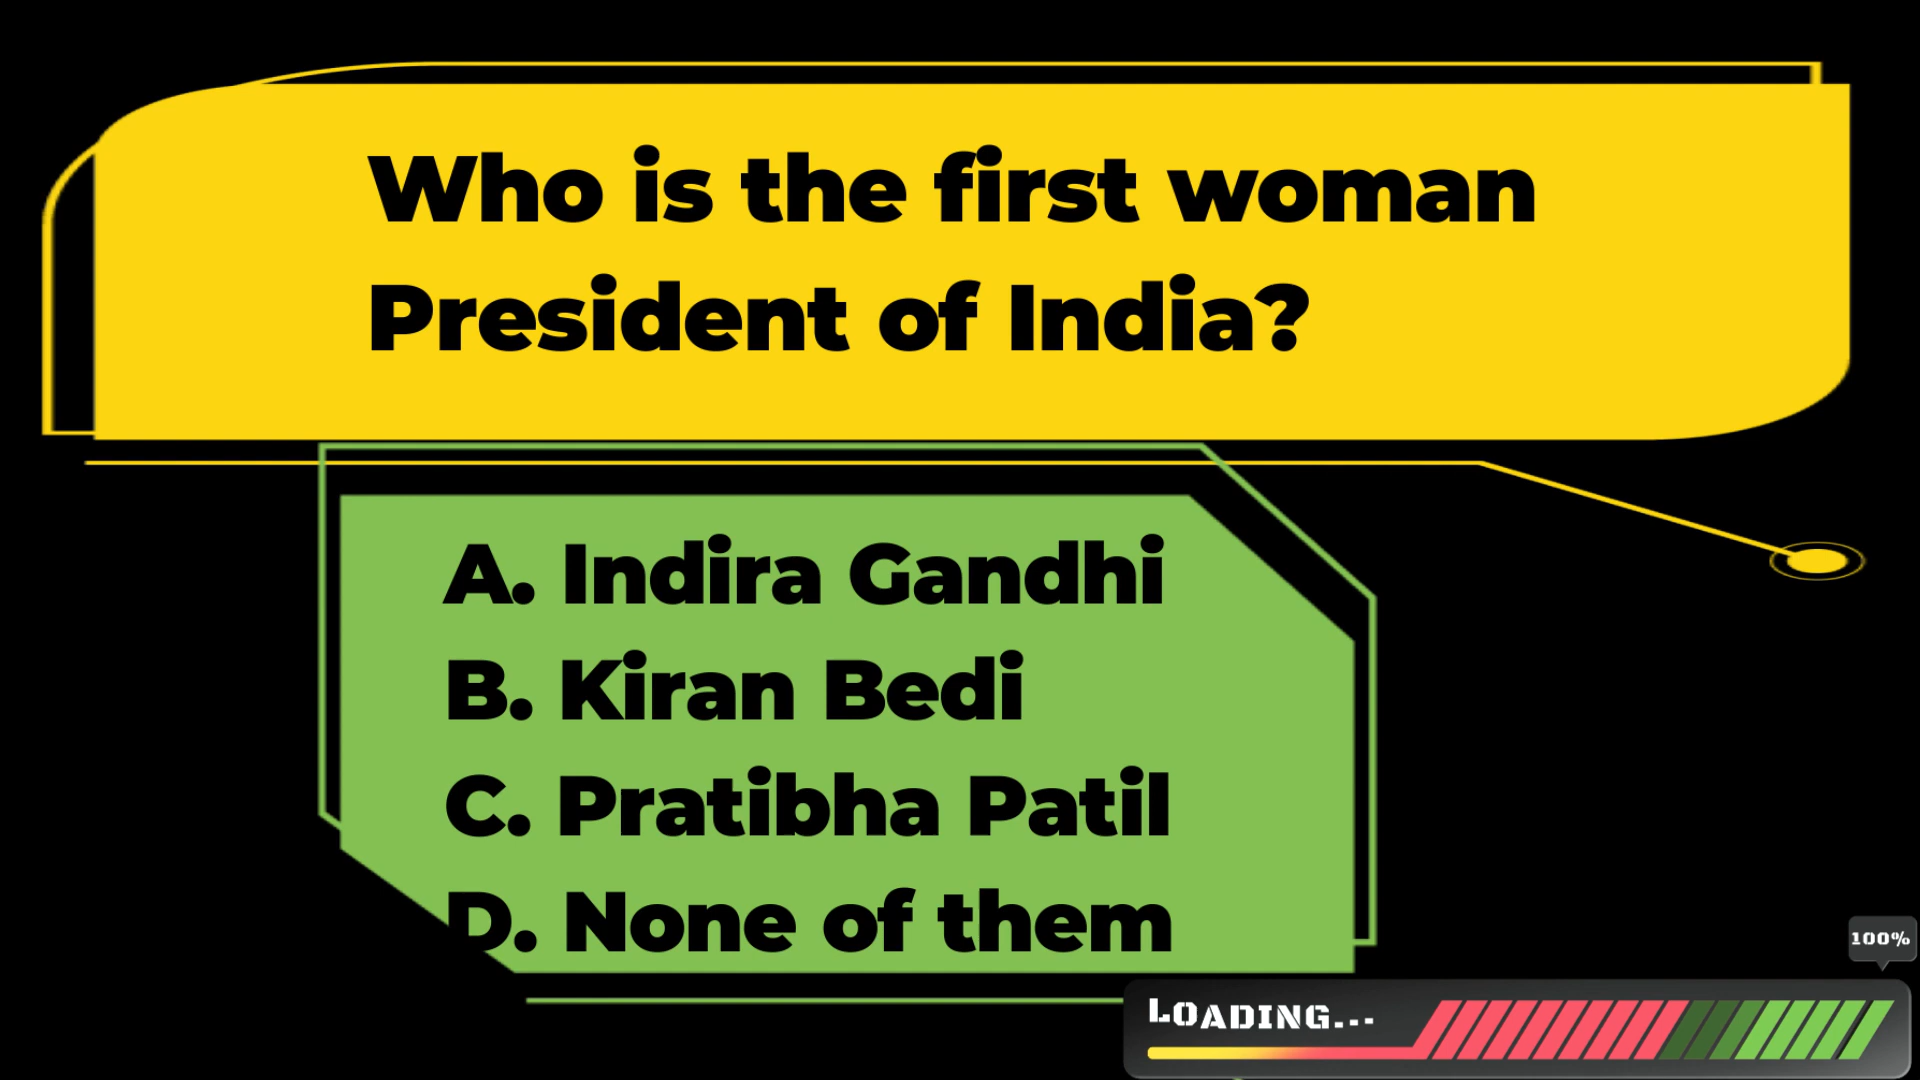 Who is the first woman
President of India?
A. Indira Gandhi
B. Kiran Bedi
C. Pratibha Patil
D. None of them
100%
LOADING...